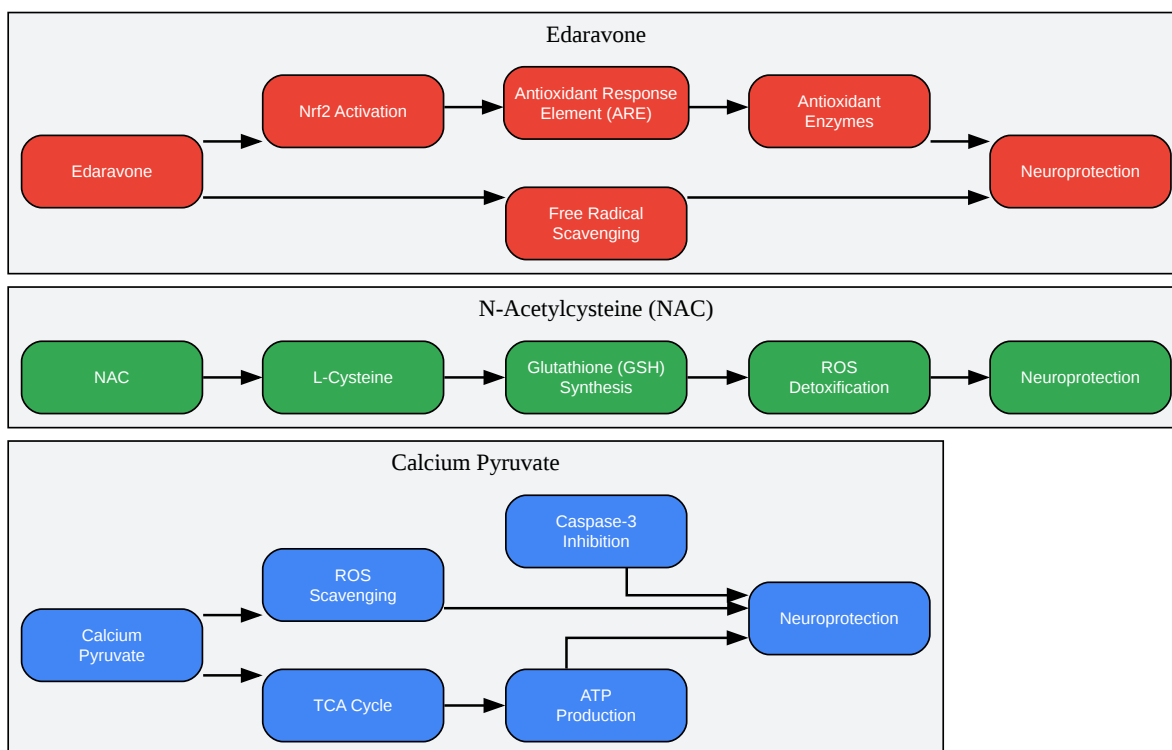 Edaravone
Nrf2 Activation
Antioxidant Response
Element (ARE)
Antioxidant
Enzymes
Edaravone
Neuroprotection
Free Radical
Scavenging
N-Acetylcysteine (NAC)
NAC
L-Cysteine
Glutathione (GSH)
Synthesis
ROS
Detoxification
Neuroprotection
Calcium Pyruvate
Caspase-3
Inhibition
ROS
Scavenging
Neuroprotection
Calcium
Pyruvate
TCA Cycle
ATP
Production